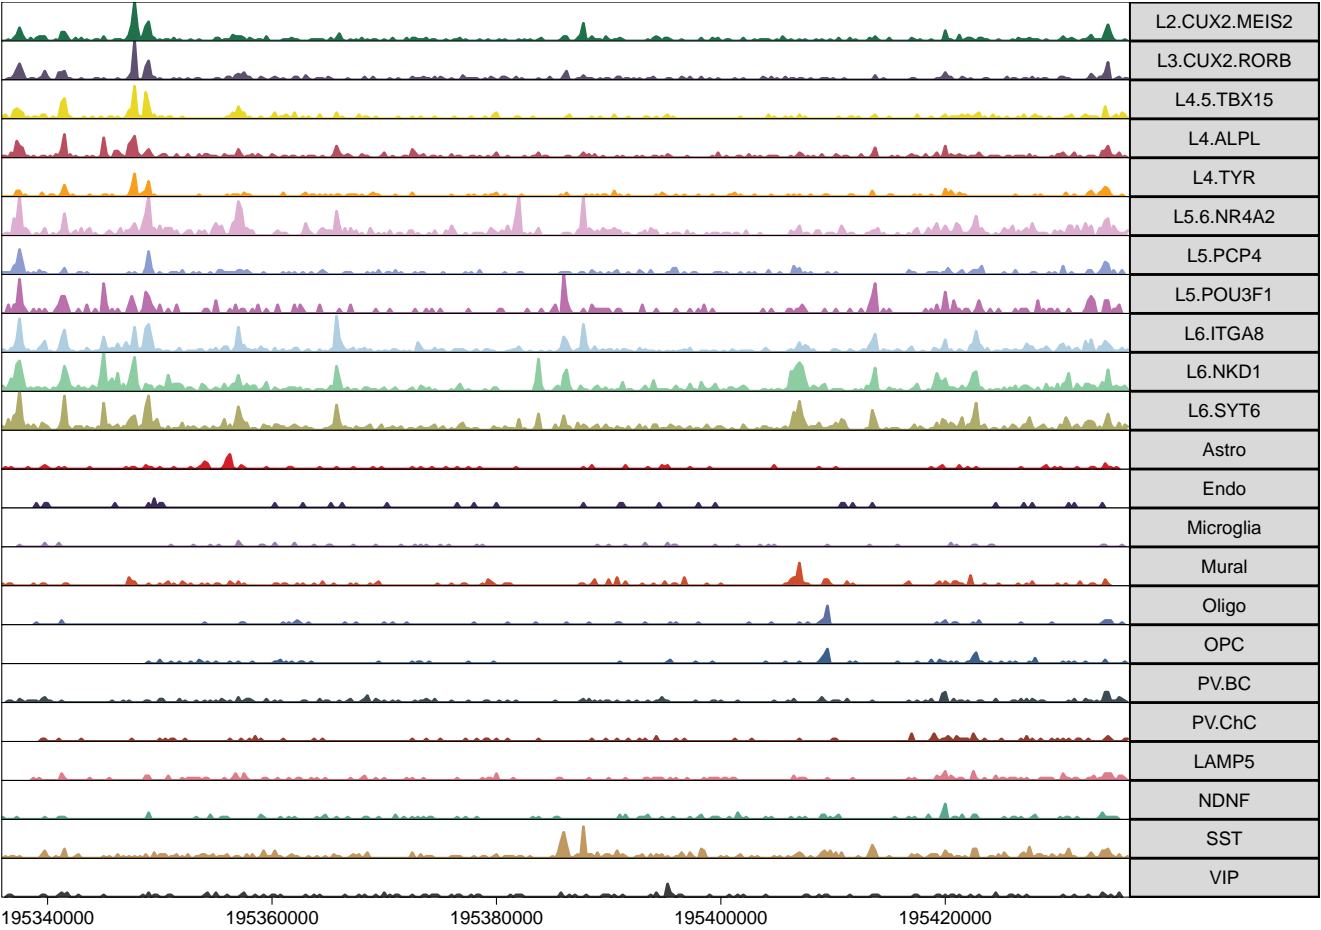 L2.CUX2.MEIS2
L3.CUX2.RORB
L4.5.TBX15
L4.ALPL
L4.TYR
L5.6.NR4A2
L5.PCP4
L5.POU3F1
L6.ITGA8
L6.NKD1
L6.SYT6
Astro
Endo
Microglia
Mural
Oligo
OPC
PV.BC
PV.ChC
LAMP5
NDNF
SST
VIP
195340000 195360000 195380000 195400000 195420000